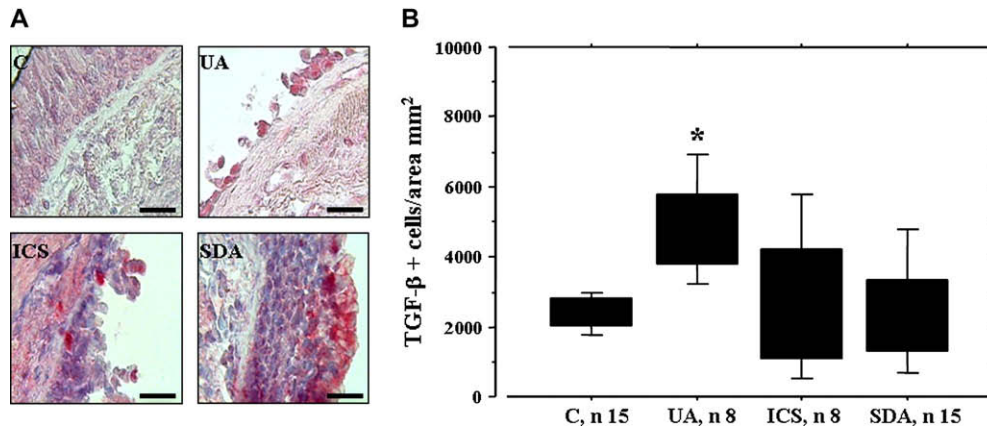 A
C
UA
ICS
SDA
B
TGF-β + cells/area mm²
10000
8000
6000
4000
2000
0
*
C, n 15
UA, n 8
ICS, n 8
SDA, n 15